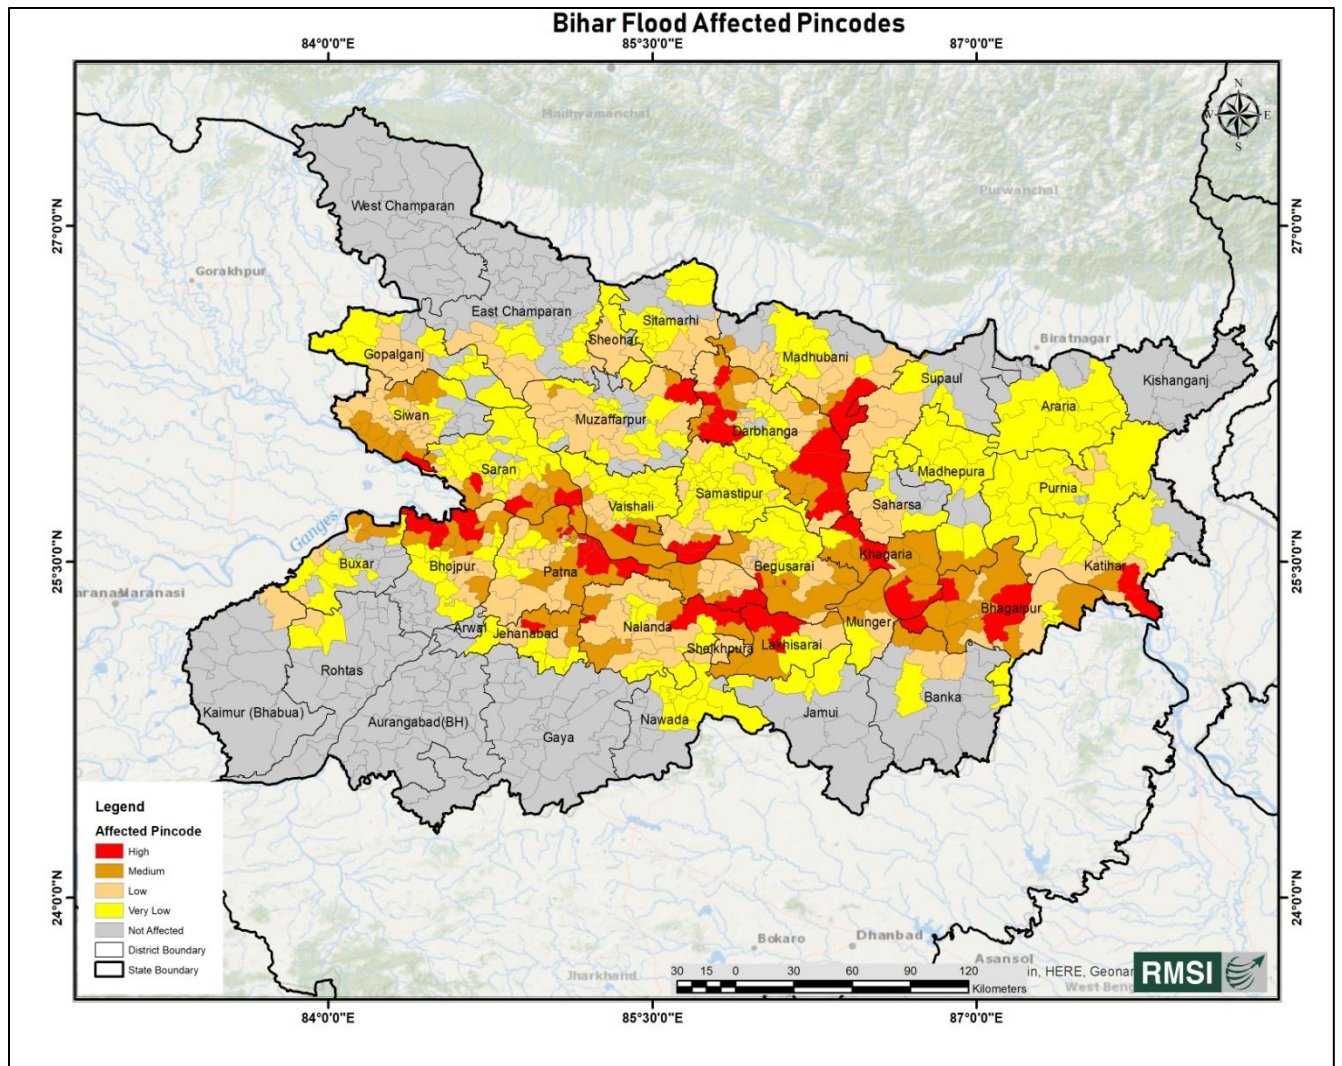 Bihar Flood Affected Pincodes
84°0'0"E
85°30'0"E
87°0'0"E
N
W
E
S
Madhyamanchal
Purwanchal
West Champaran
27°0'0"N
27°0'0"N
Gorakhpur
East Champaran
Sitamarhi
Sheohar
Biratnagar
Gopalganj
Madhubani
Supaul
Kishanganj
Araria
Siwan
Muzaffarpur
Darbhanga
Saran
Madhepura
Vaishali
Samastipur
Saharsa
Purnia
Ganges
25°30'0"N
25°30'0"N
Buxar
Bhojpur
Patna
Begusarai
Khagaria
Katihar
Varanasi
Bhagalpur
Arwal
Jehanabad
Nalanda
Munger
Sheikhpura
Lakhisarai
Rohtas
Kaimur (Bhabua)
Aurangabad(BH)
Gaya
Nawada
Jamui
Banka
Legend
Affected Pincode
High
Medium
Low
Very Low
Not Affected
District Boundary
State Boundary
24°0'0"N
24°0'0"N
Bokaro
Dhanbad
Asansol
Jharkhand
West Beng
30 15 0 30 60 90 120
Kilometers
in, HERE, Geonar
RMSI
84°0'0"E
85°30'0"E
87°0'0"E